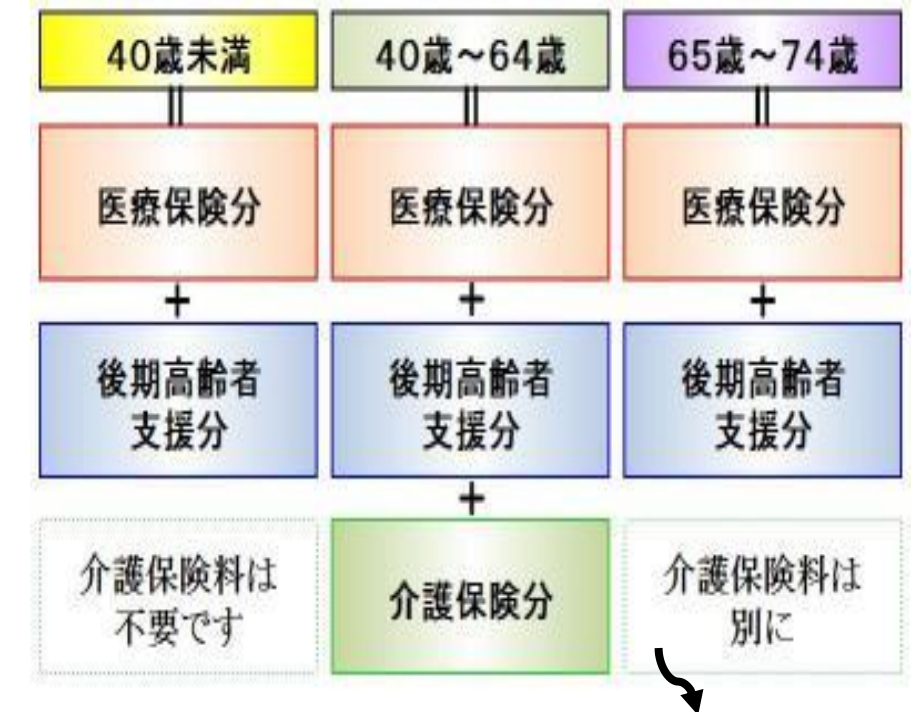 40歳未満
40歳～64歳
65歳～74歳
医療保険分
医療保険分
医療保険分
+
+
+
後期高齢者
支援分
後期高齢者
支援分
後期高齢者
支援分
+
介護保険料は
不要です
介護保険分
介護保険料は
別に